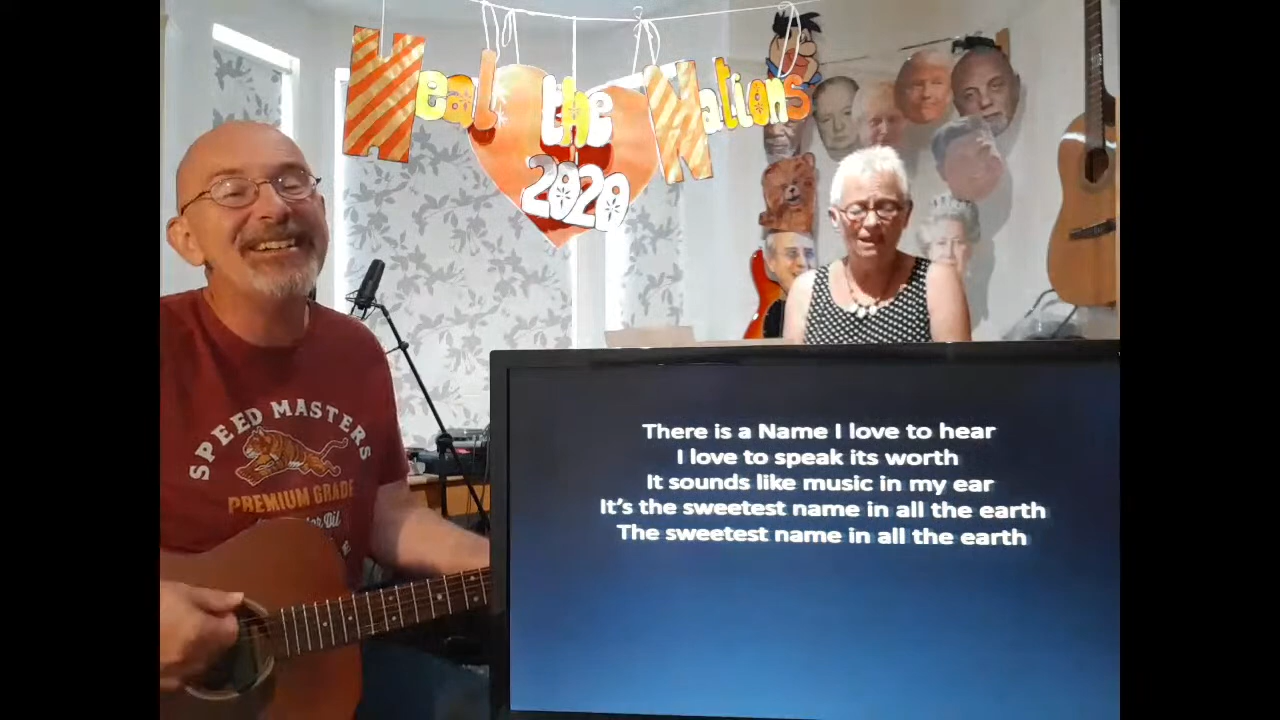 Heal the Nations
2020
SPEED MASTERS
PREMIUM GRADE
There is a Name I love to hear
I love to speak its worth
It sounds like music in my ear
It's the sweetest name in all the earth
The sweetest name in all the earth